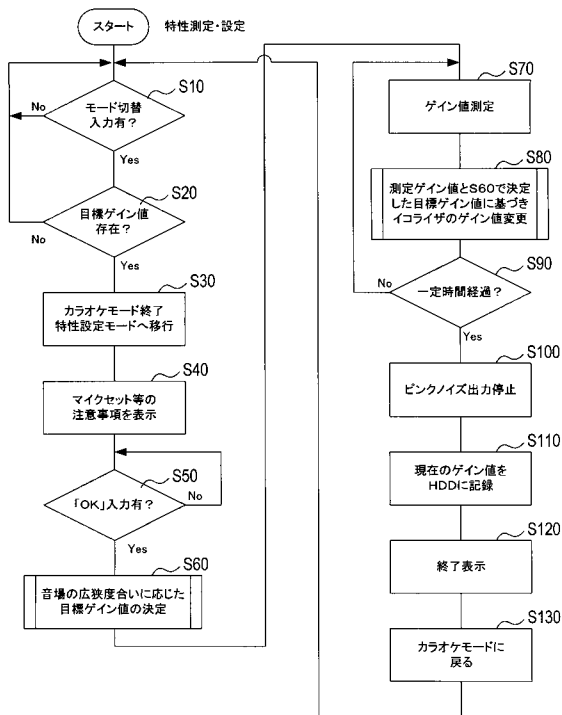 スタート
特性測定・設定
S10
モード切替
入力有？
No
Yes
S20
目標ゲイン値
存在？
No
Yes
S30
カラオケモード終了
特性設定モードへ移行
S40
マイクセット等の
注意事項を表示
S50
「OK」入力有？
No
Yes
S60
音場の広狭度合いに応じた
目標ゲイン値の決定
S70
ゲイン値測定
S80
測定ゲイン値とS60で決定
した目標ゲイン値に基づき
イコライザのゲイン値変更
S90
一定時間経過？
No
Yes
S100
ピンクノイズ出力停止
S110
現在のゲイン値を
HDDに記録
S120
終了表示
S130
カラオケモードに
戻る